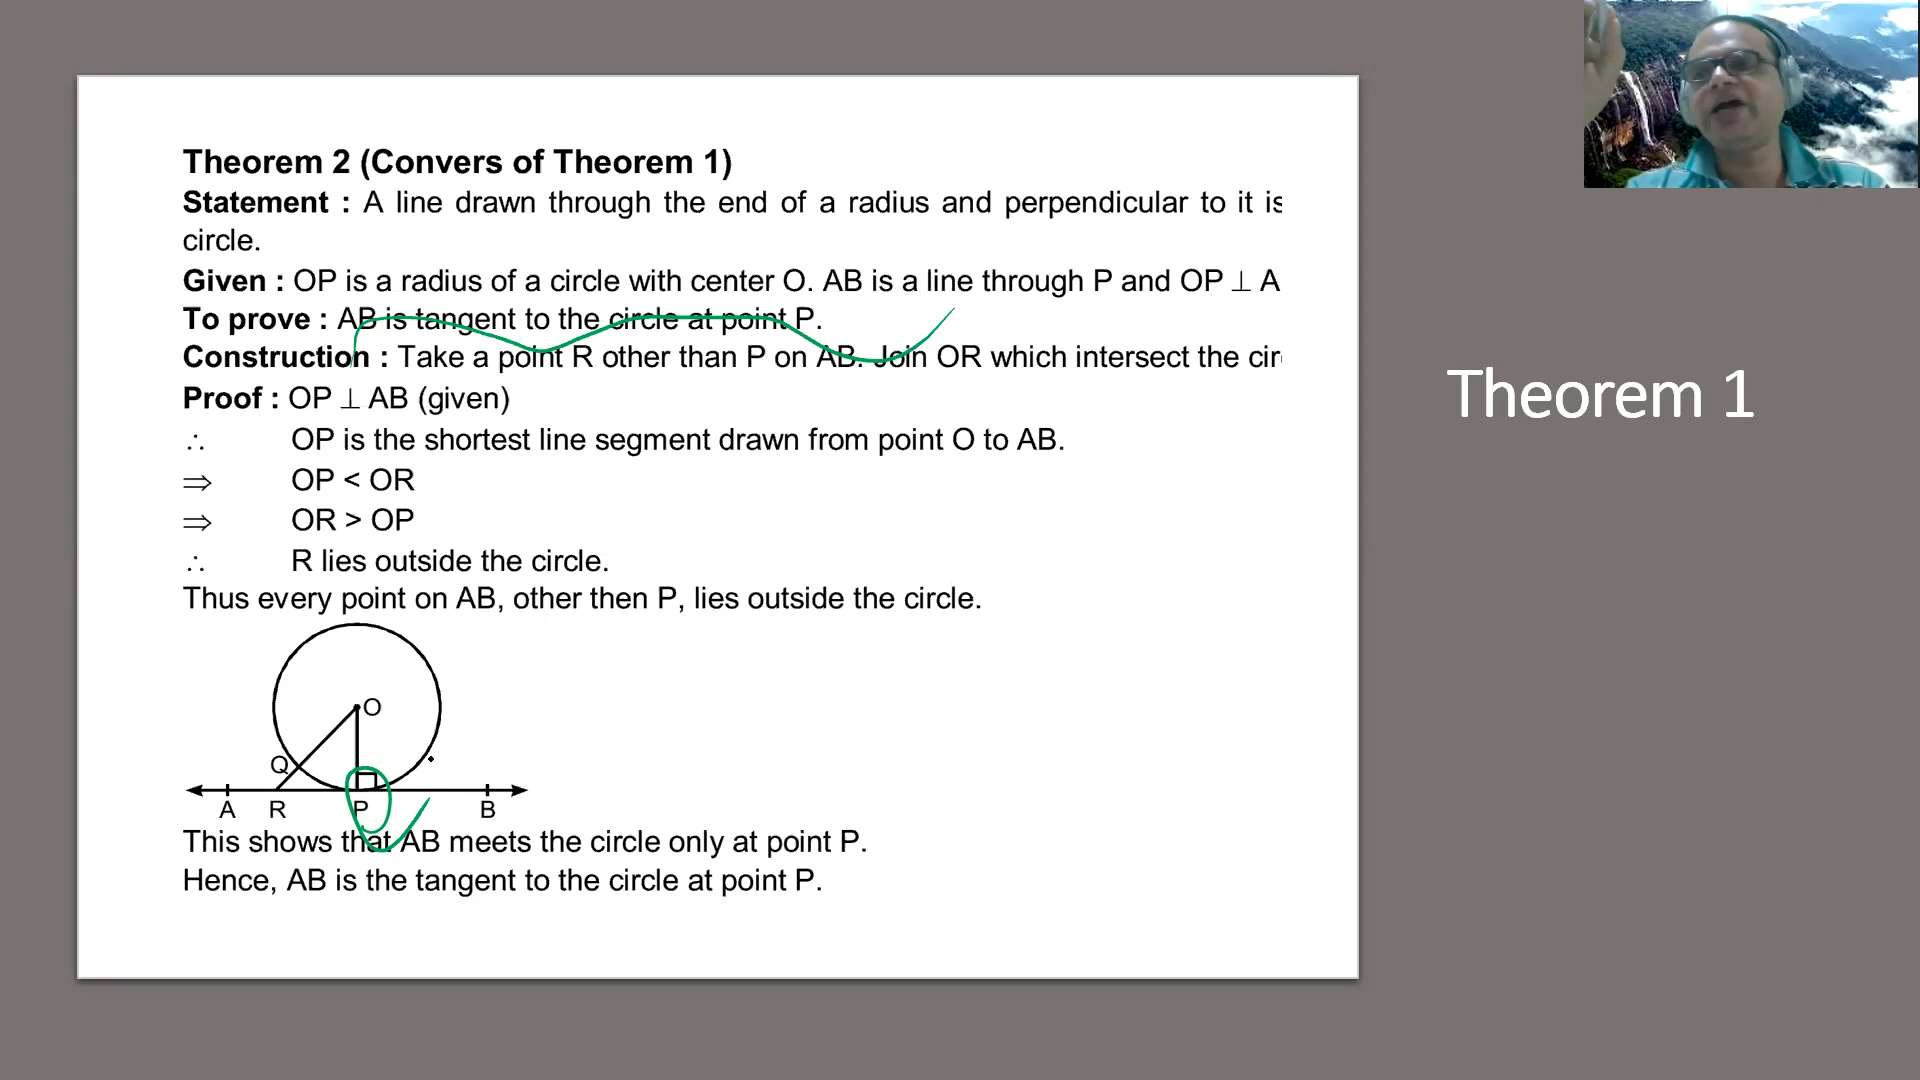 Theorem 2 (Convers of Theorem 1)
Statement : A line drawn through the end of a radius and perpendicular to it is
circle.
Given : OP is a radius of a circle with center O. AB is a line through P and OP ⊥ A
To prove : AB is tangent to the circle at point P.
Construction : Take a point R other than P on AB. Join OR which intersect the cir
Proof : OP ⊥ AB (given)
∴ OP is the shortest line segment drawn from point O to AB.
⇒ OP < OR
⇒ OR > OP
∴ R lies outside the circle.
Thus every point on AB, other then P, lies outside the circle.
O
Q
A R P B
This shows that AB meets the circle only at point P.
Hence, AB is the tangent to the circle at point P.
Theorem 1